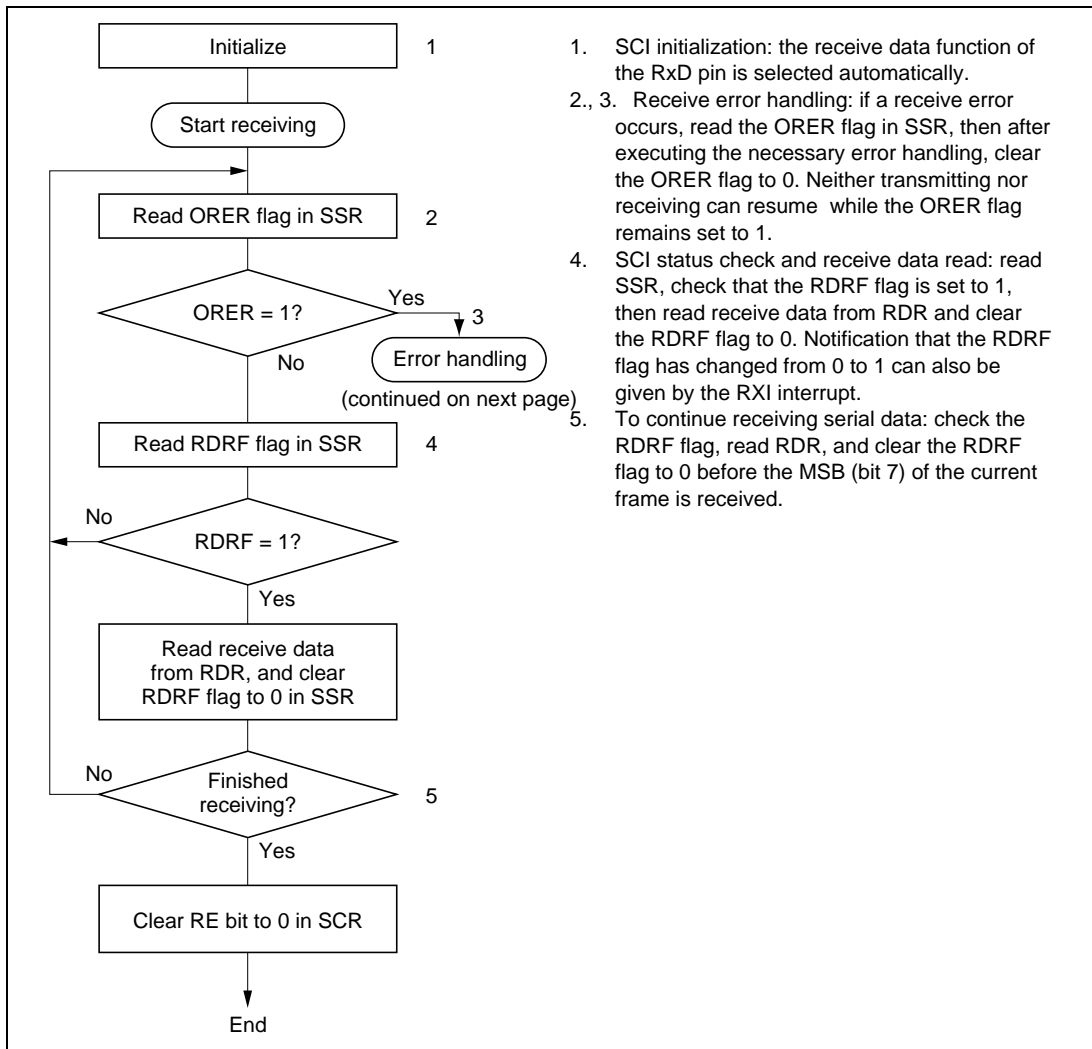 Initialize
1
Start receiving
Read ORER flag in SSR
2
ORER = 1?
Yes
3
No
Error handling
(continued on next page)
Read RDRF flag in SSR
4
No
RDRF = 1?
Yes
Read receive data
from RDR, and clear
RDRF flag to 0 in SSR
No
Finished
receiving?
5
Yes
Clear RE bit to 0 in SCR
End
1. SCI initialization: the receive data function of
the RxD pin is selected automatically.
2., 3. Receive error handling: if a receive error
occurs, read the ORER flag in SSR, then after
executing the necessary error handling, clear
the ORER flag to 0. Neither transmitting nor
receiving can resume while the ORER flag
remains set to 1.
4. SCI status check and receive data read: read
SSR, check that the RDRF flag is set to 1,
then read receive data from RDR and clear
the RDRF flag to 0. Notification that the RDRF
flag has changed from 0 to 1 can also be
given by the RXI interrupt.
5. To continue receiving serial data: check the
RDRF flag, read RDR, and clear the RDRF
flag to 0 before the MSB (bit 7) of the current
frame is received.